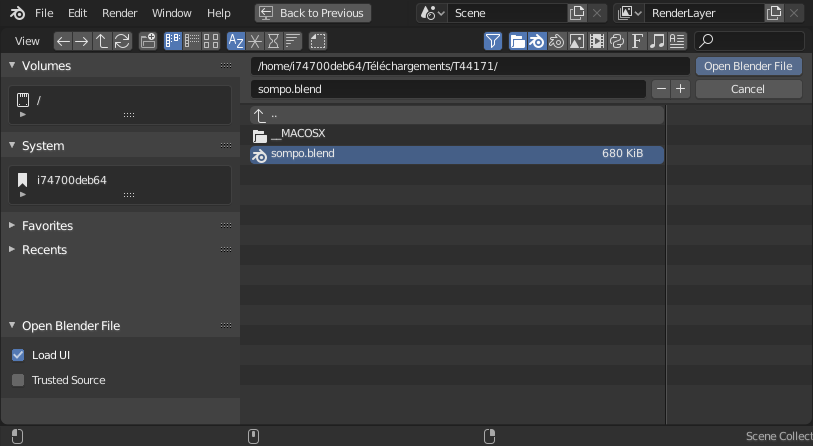 File Edit Render Window Help Back to Previous Scene RenderLayer
View
Volumes
/home/i74700deb64/Téléchargements/T44171/ Open Blender File
sompo.blend Cancel
/
..
__MACOSX
System
sompo.blend 680 KiB
i74700deb64
Favorites
Recents
Open Blender File
Load UI
Trusted Source
Scene Collect